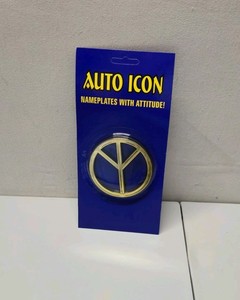 AUTO ICON
NAMEPLATES WITH ATTITUDE!